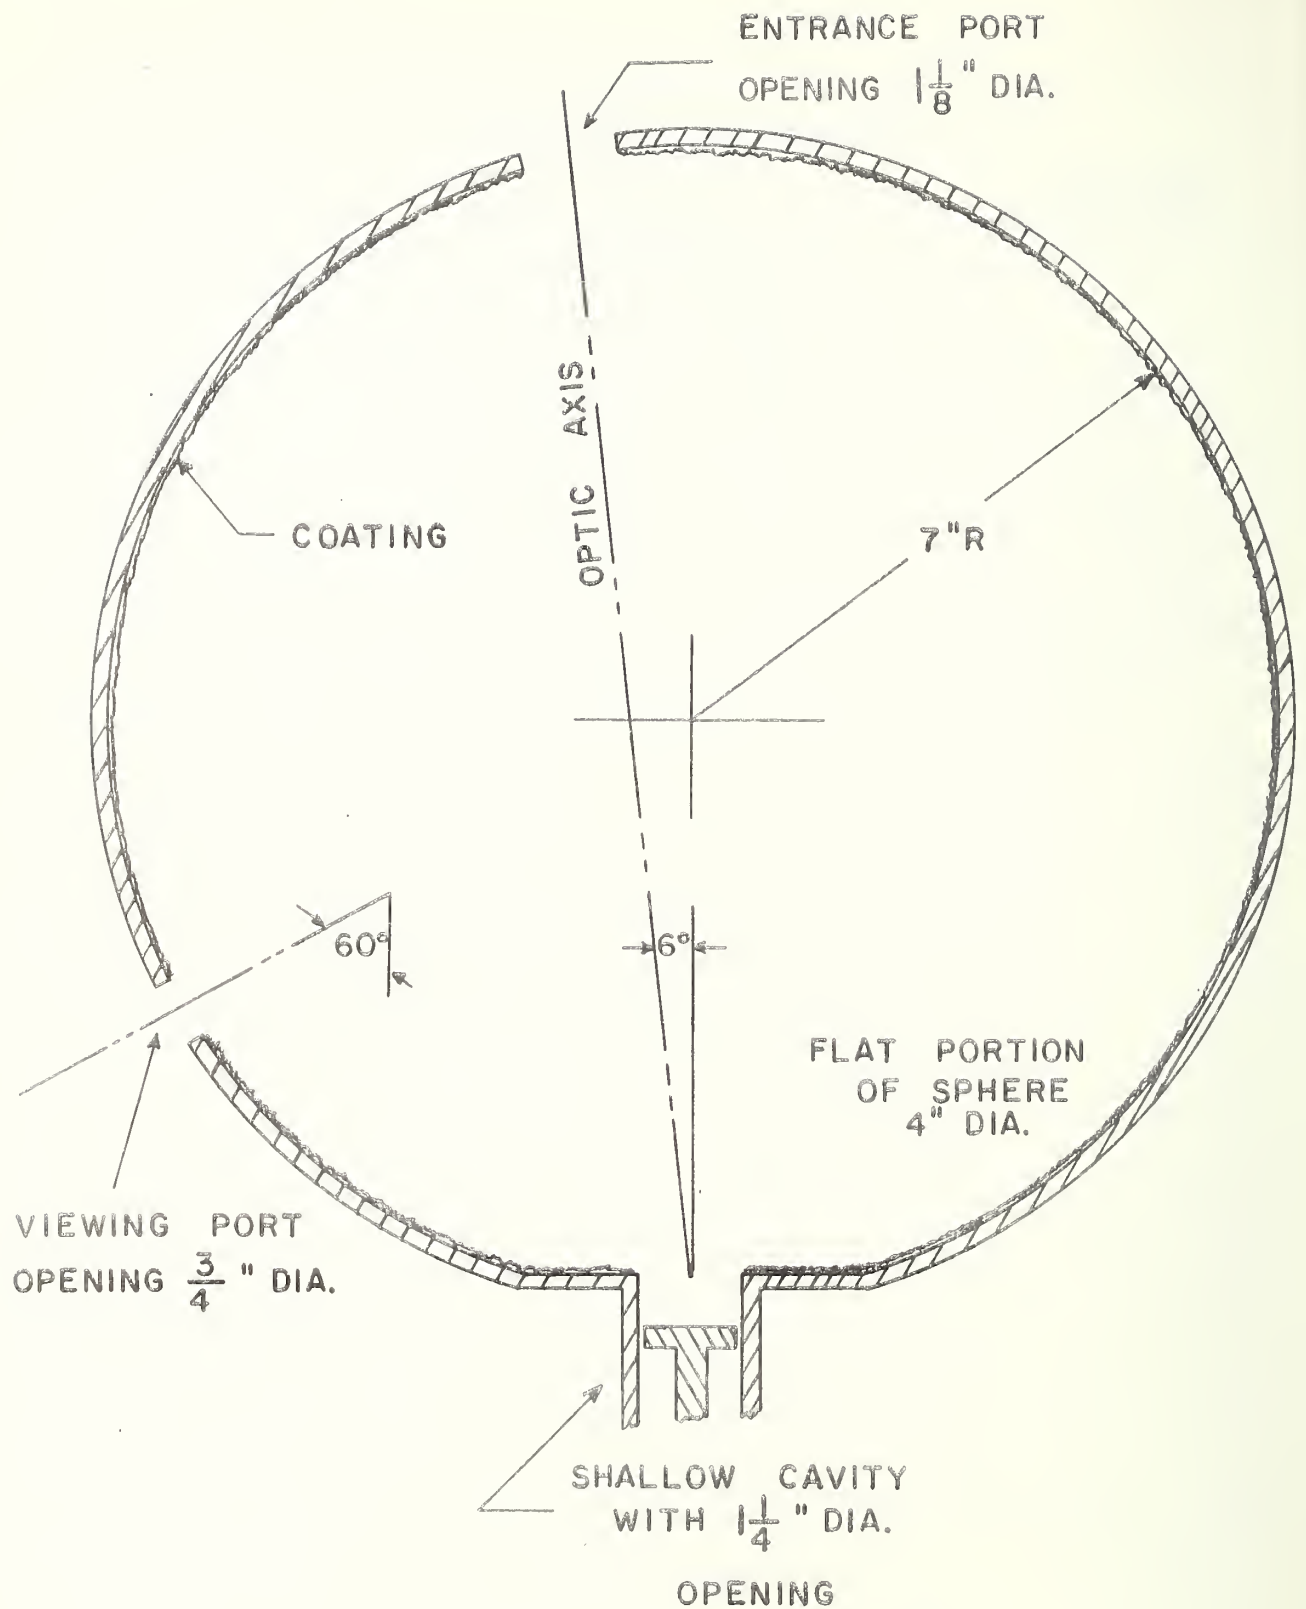 ENTRANCE PORT
OPENING 1 1/8 " DIA.
OPTIC AXIS
COATING
7"R
60°
6°
FLAT PORTION
OF SPHERE
4" DIA.
VIEWING PORT
OPENING 3/4 " DIA.
SHALLOW CAVITY
WITH 1 1/4 " DIA.
OPENING